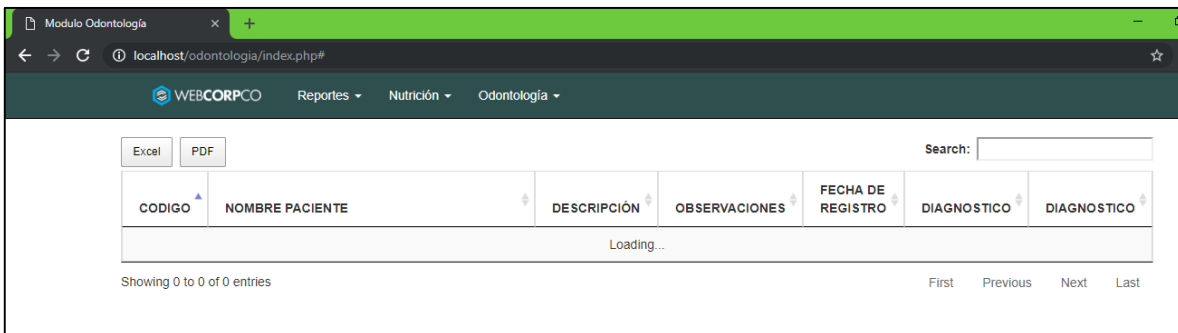 Modulo Odontología
localhost/odontologia/index.php#
WEBCORPCO Reportes Nutrición Odontología
Excel PDF Search:
CODIGO NOMBRE PACIENTE DESCRIPCIÓN OBSERVACIONES FECHA DE REGISTRO DIAGNOSTICO DIAGNOSTICO
Loading...
Showing 0 to 0 of 0 entries First Previous Next Last